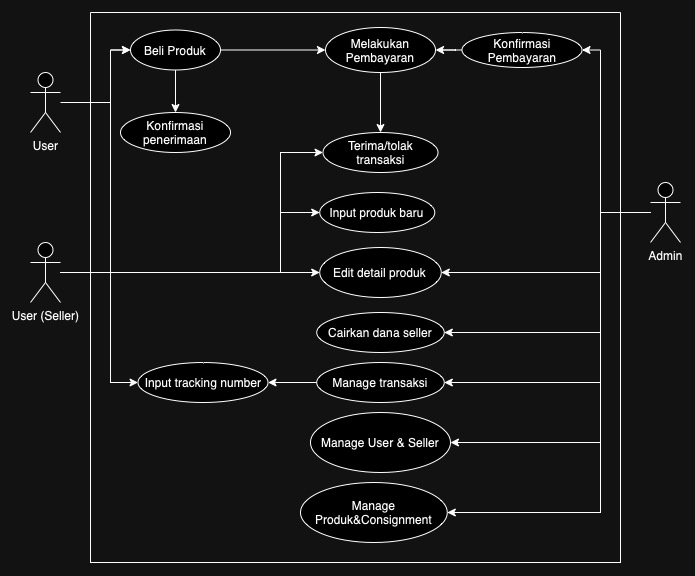 Beli Produk
Melakukan
Pembayaran
Konfirmasi
Pembayaran
User
Konfirmasi
penerimaan
Terima/tolak
transaksi
Input produk baru
Admin
User (Seller)
Edit detail produk
Cairkan dana seller
Input tracking number
Manage transaksi
Manage User & Seller
Manage
Produk&Consignment